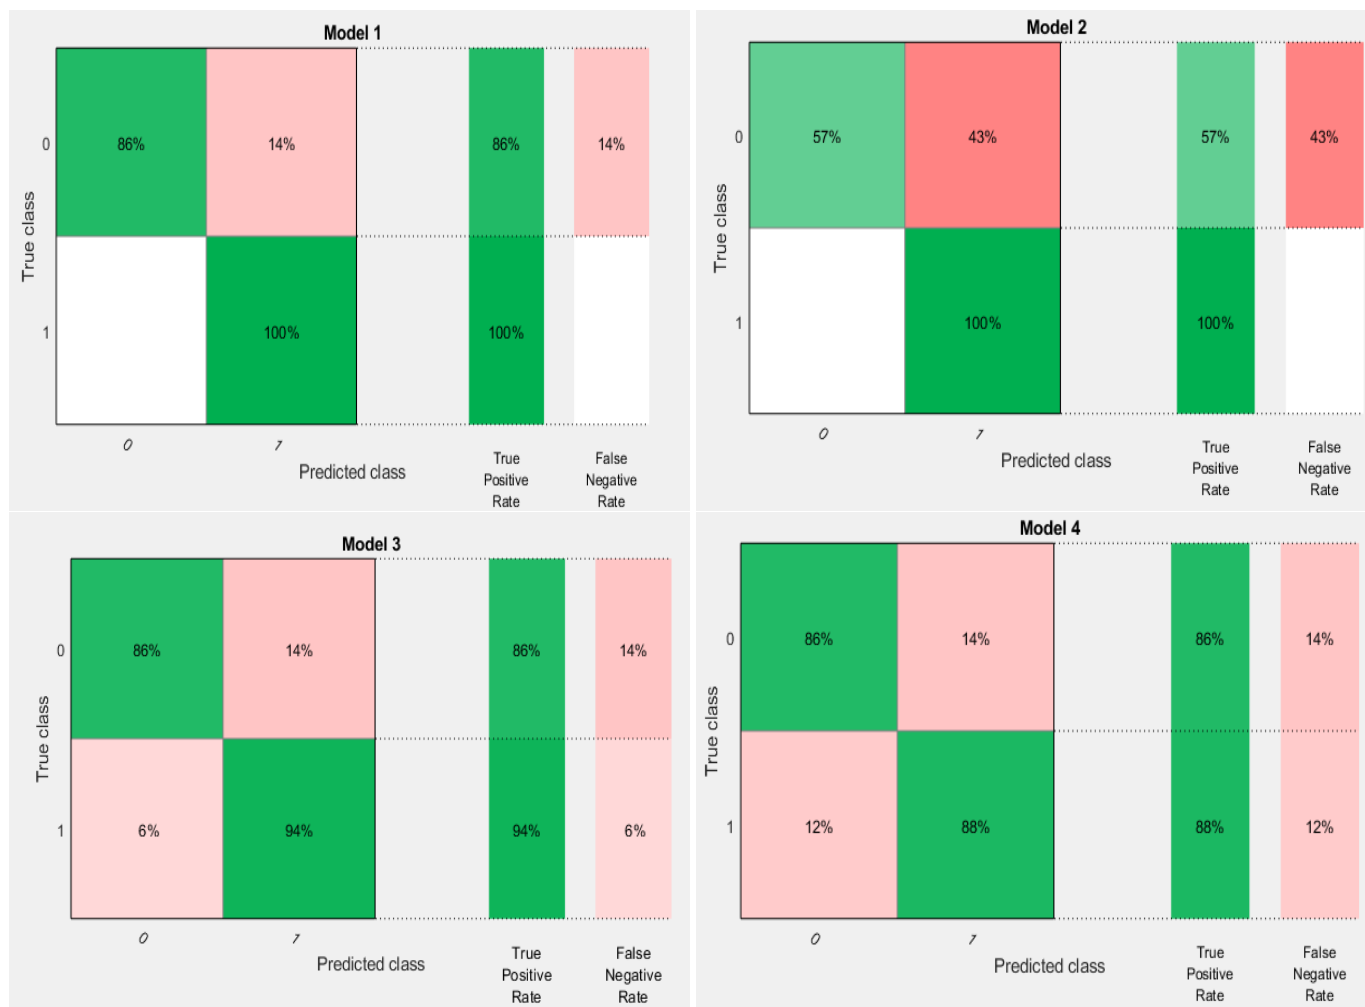 Model 1
0
86%
14%
86%
14%
True class
1
100%
100%
0
1
Predicted class
True
Positive
Rate
False
Negative
Rate
Model 2
0
57%
43%
57%
43%
True class
1
100%
100%
0
1
Predicted class
True
Positive
Rate
False
Negative
Rate
Model 3
0
86%
14%
86%
14%
True class
1
6%
94%
94%
6%
0
1
Predicted class
True
Positive
Rate
False
Negative
Rate
Model 4
0
86%
14%
86%
14%
True class
1
12%
88%
88%
12%
0
1
Predicted class
True
Positive
Rate
False
Negative
Rate